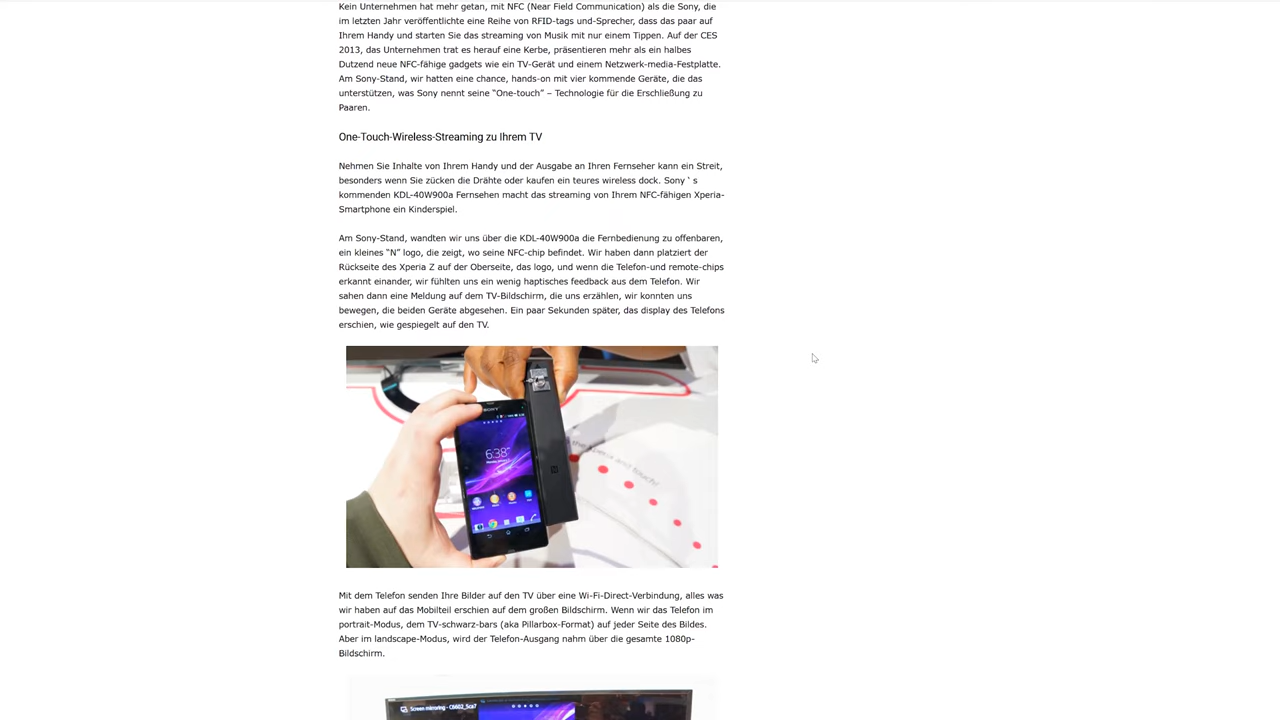 Kein Unternehmen hat mehr getan, mit NFC (Near Field Communication) als die Sony, die
im letzten Jahr veröffentlichte eine Reihe von RFID-tags und-Sprecher, dass das paar auf
Ihrem Handy und starten Sie das streaming von Musik mit nur einem Tippen. Auf der CES
2013, das Unternehmen trat es herauf eine Kerbe, präsentieren mehr als ein halbes
Dutzend neue NFC-fähige gadgets wie ein TV-Gerät und einem Netzwerk-media-Festplatte.
Am Sony-Stand, wir hatten eine chance, hands-on mit vier kommende Geräte, die das
unterstützen, was Sony nennt seine “One-touch” – Technologie für die Erschließung zu
Paaren.
One-Touch-Wireless-Streaming zu Ihrem TV
Nehmen Sie Inhalte von Ihrem Handy und der Ausgabe an Ihren Fernseher kann ein Streit,
besonders wenn Sie zücken die Drähte oder kaufen ein teures wireless dock. Sony ‘ s
kommenden KDL-40W900a Fernsehen macht das streaming von Ihrem NFC-fähigen Xperia-
Smartphone ein Kinderspiel.
Am Sony-Stand, wandten wir uns über die KDL-40W900a die Fernbedienung zu offenbaren,
ein kleines “N” logo, die zeigt, wo seine NFC-chip befindet. Wir haben dann platziert der
Rückseite des Xperia Z auf der Oberseite, das logo, und wenn die Telefon-und remote-chips
erkannt einander, wir fühlten uns ein wenig haptisches feedback aus dem Telefon. Wir
sahen dann eine Meldung auf dem TV-Bildschirm, die uns erzählen, wir konnten uns
bewegen, die beiden Geräte abgesehen. Ein paar Sekunden später, das display des Telefons
erschien, wie gespiegelt auf den TV.
SONY
6:38
and touch!
Mit dem Telefon senden Ihre Bilder auf den TV über eine Wi-Fi-Direct-Verbindung, alles was
wir haben auf das Mobilteil erschien auf dem großen Bildschirm. Wenn wir das Telefon im
portrait-Modus, dem TV-schwarz-bars (aka Pillarbox-Format) auf jeder Seite des Bildes.
Aber im landscape-Modus, wird der Telefon-Ausgang nahm über die gesamte 1080p-
Bildschirm.
Screen mirroring - C6602_5ca7